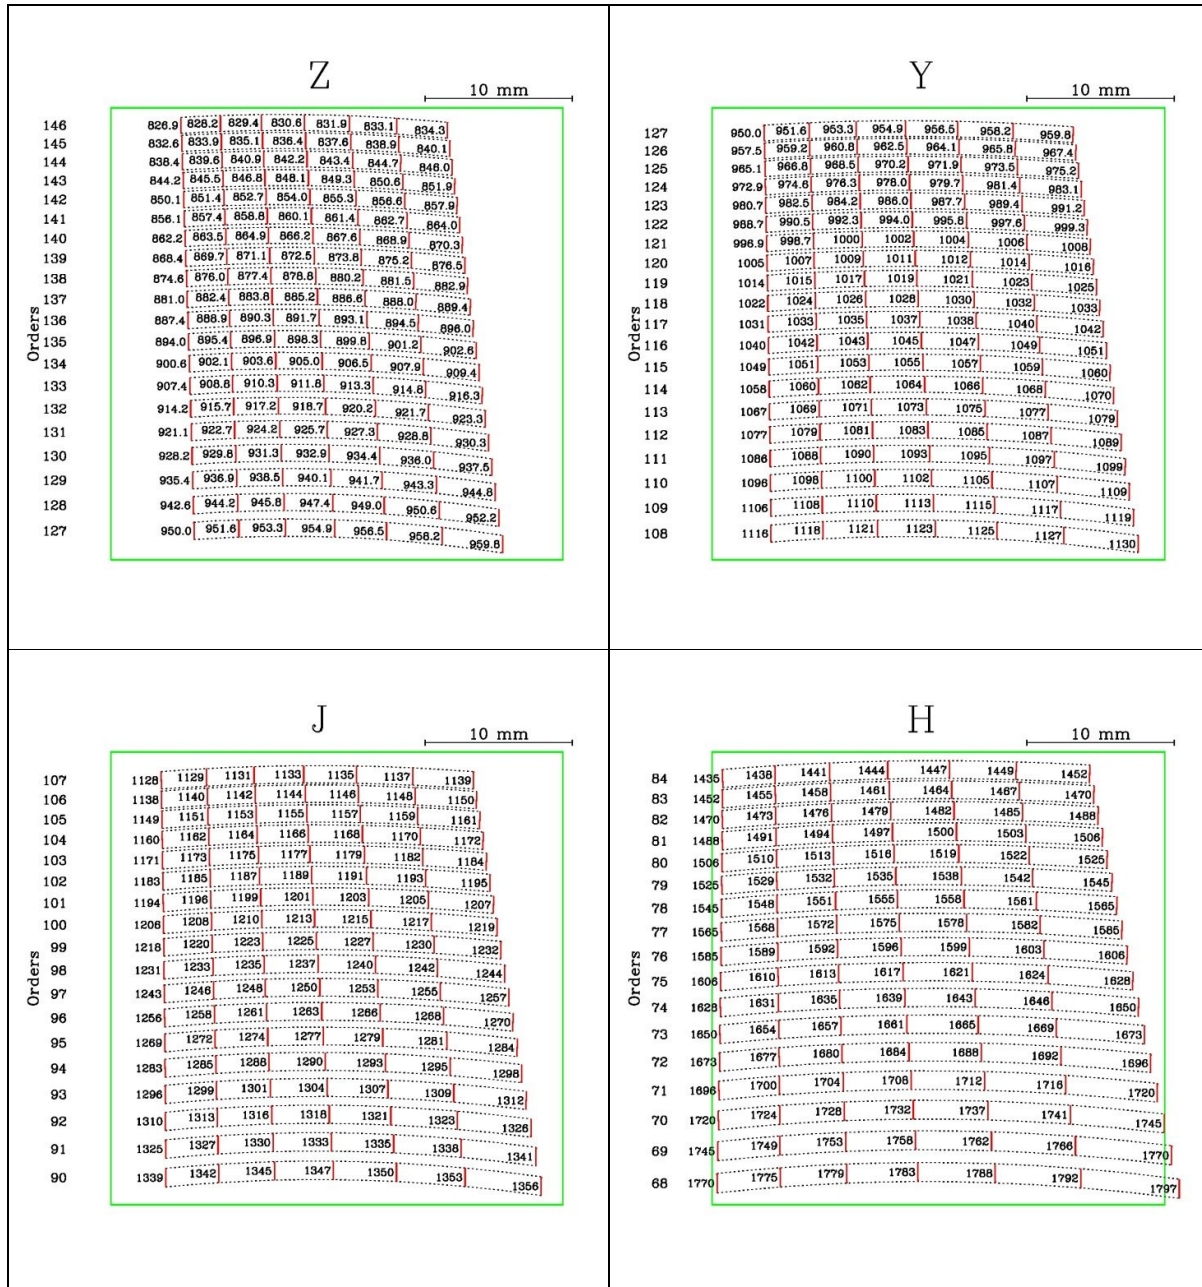 Z
10 mm
146 826.9 828.2 829.4 830.6 831.9 833.1 834.3
145 832.6 833.9 835.1 836.4 837.6 838.9 840.1
144 838.4 839.6 840.9 842.2 843.4 844.7 846.0
143 844.2 845.5 846.8 848.1 849.3 850.6 851.9
142 850.1 851.4 852.7 854.0 855.3 856.6 857.9
141 856.1 857.4 858.8 860.1 861.4 862.7 864.0
140 862.2 863.5 864.9 866.2 867.6 868.9 870.3
139 868.4 869.7 871.1 872.5 873.8 875.2 876.5
138 874.6 876.0 877.4 878.8 880.2 881.5 882.9
137 881.0 882.4 883.8 885.2 886.6 888.0 889.4
136 887.4 888.9 890.3 891.7 893.1 894.5 896.0
135 894.0 895.4 896.9 898.3 899.8 901.2 902.6
134 900.6 902.1 903.6 905.0 906.5 907.9 909.4
133 907.4 908.8 910.3 911.8 913.3 914.8 916.3
132 914.2 915.7 917.2 918.7 920.2 921.7 923.3
131 921.1 922.7 924.2 925.7 927.3 928.8 930.3
130 928.2 929.8 931.3 932.9 934.4 936.0 937.5
129 935.4 936.9 938.5 940.1 941.7 943.3 944.8
128 942.6 944.2 945.8 947.4 949.0 950.6 952.2
127 950.0 951.6 953.3 954.9 956.5 958.2 959.8
Orders
Y
10 mm
127 950.0 951.6 953.3 954.9 956.5 958.2 959.8
126 957.5 959.2 960.8 962.5 964.1 965.8 967.4
125 965.1 966.8 968.5 970.2 971.9 973.5 975.2
124 972.9 974.6 976.3 978.0 979.7 981.4 983.1
123 980.7 982.5 984.2 986.0 987.7 989.4 991.2
122 988.7 990.5 992.3 994.0 995.8 997.6 999.3
121 996.9 998.7 1000 1002 1004 1006 1008
120 1005 1007 1009 1011 1012 1014 1016
119 1014 1015 1017 1019 1021 1023 1025
118 1022 1024 1026 1028 1030 1032 1033
117 1031 1033 1035 1037 1038 1040 1042
116 1040 1042 1043 1045 1047 1049 1051
115 1049 1051 1053 1055 1057 1059 1060
114 1058 1060 1062 1064 1066 1068 1070
113 1067 1069 1071 1073 1075 1077 1079
112 1077 1079 1081 1083 1085 1087 1089
111 1086 1088 1090 1093 1095 1097 1099
110 1096 1098 1100 1102 1105 1107 1109
109 1106 1108 1110 1113 1115 1117 1119
108 1116 1118 1121 1123 1125 1127 1130
Orders
J
10 mm
107 1128 1129 1131 1133 1135 1137 1139
106 1138 1140 1142 1144 1146 1148 1150
105 1149 1151 1153 1155 1157 1159 1161
104 1160 1162 1164 1166 1168 1170 1172
103 1171 1173 1175 1177 1179 1182 1184
102 1183 1185 1187 1189 1191 1193 1195
101 1194 1196 1199 1201 1203 1205 1207
100 1206 1208 1210 1213 1215 1217 1219
99 1218 1220 1223 1225 1227 1230 1232
98 1231 1233 1235 1237 1240 1242 1244
97 1243 1246 1248 1250 1253 1255 1257
96 1256 1258 1261 1263 1266 1268 1270
95 1269 1272 1274 1277 1279 1281 1284
94 1283 1285 1288 1290 1293 1295 1298
93 1296 1299 1301 1304 1307 1309 1312
92 1310 1313 1316 1318 1321 1323 1326
91 1325 1327 1330 1333 1335 1338 1341
90 1339 1342 1345 1347 1350 1353 1356
Orders
H
10 mm
84 1435 1438 1441 1444 1447 1449 1452
83 1452 1455 1458 1461 1464 1467 1470
82 1470 1473 1476 1479 1482 1485 1488
81 1488 1491 1494 1497 1500 1503 1506
80 1506 1510 1513 1516 1519 1522 1525
79 1525 1529 1532 1535 1538 1542 1545
78 1545 1548 1551 1555 1558 1561 1565
77 1565 1568 1572 1575 1578 1582 1585
76 1585 1589 1592 1596 1599 1603 1606
75 1606 1610 1613 1617 1621 1624 1628
74 1628 1631 1635 1639 1643 1646 1650
73 1650 1654 1657 1661 1665 1669 1673
72 1673 1677 1680 1684 1688 1692 1696
71 1696 1700 1704 1708 1712 1716 1720
70 1720 1724 1728 1732 1737 1741 1745
69 1745 1749 1753 1758 1762 1766 1770
68 1770 1775 1779 1783 1788 1792 1797
Orders